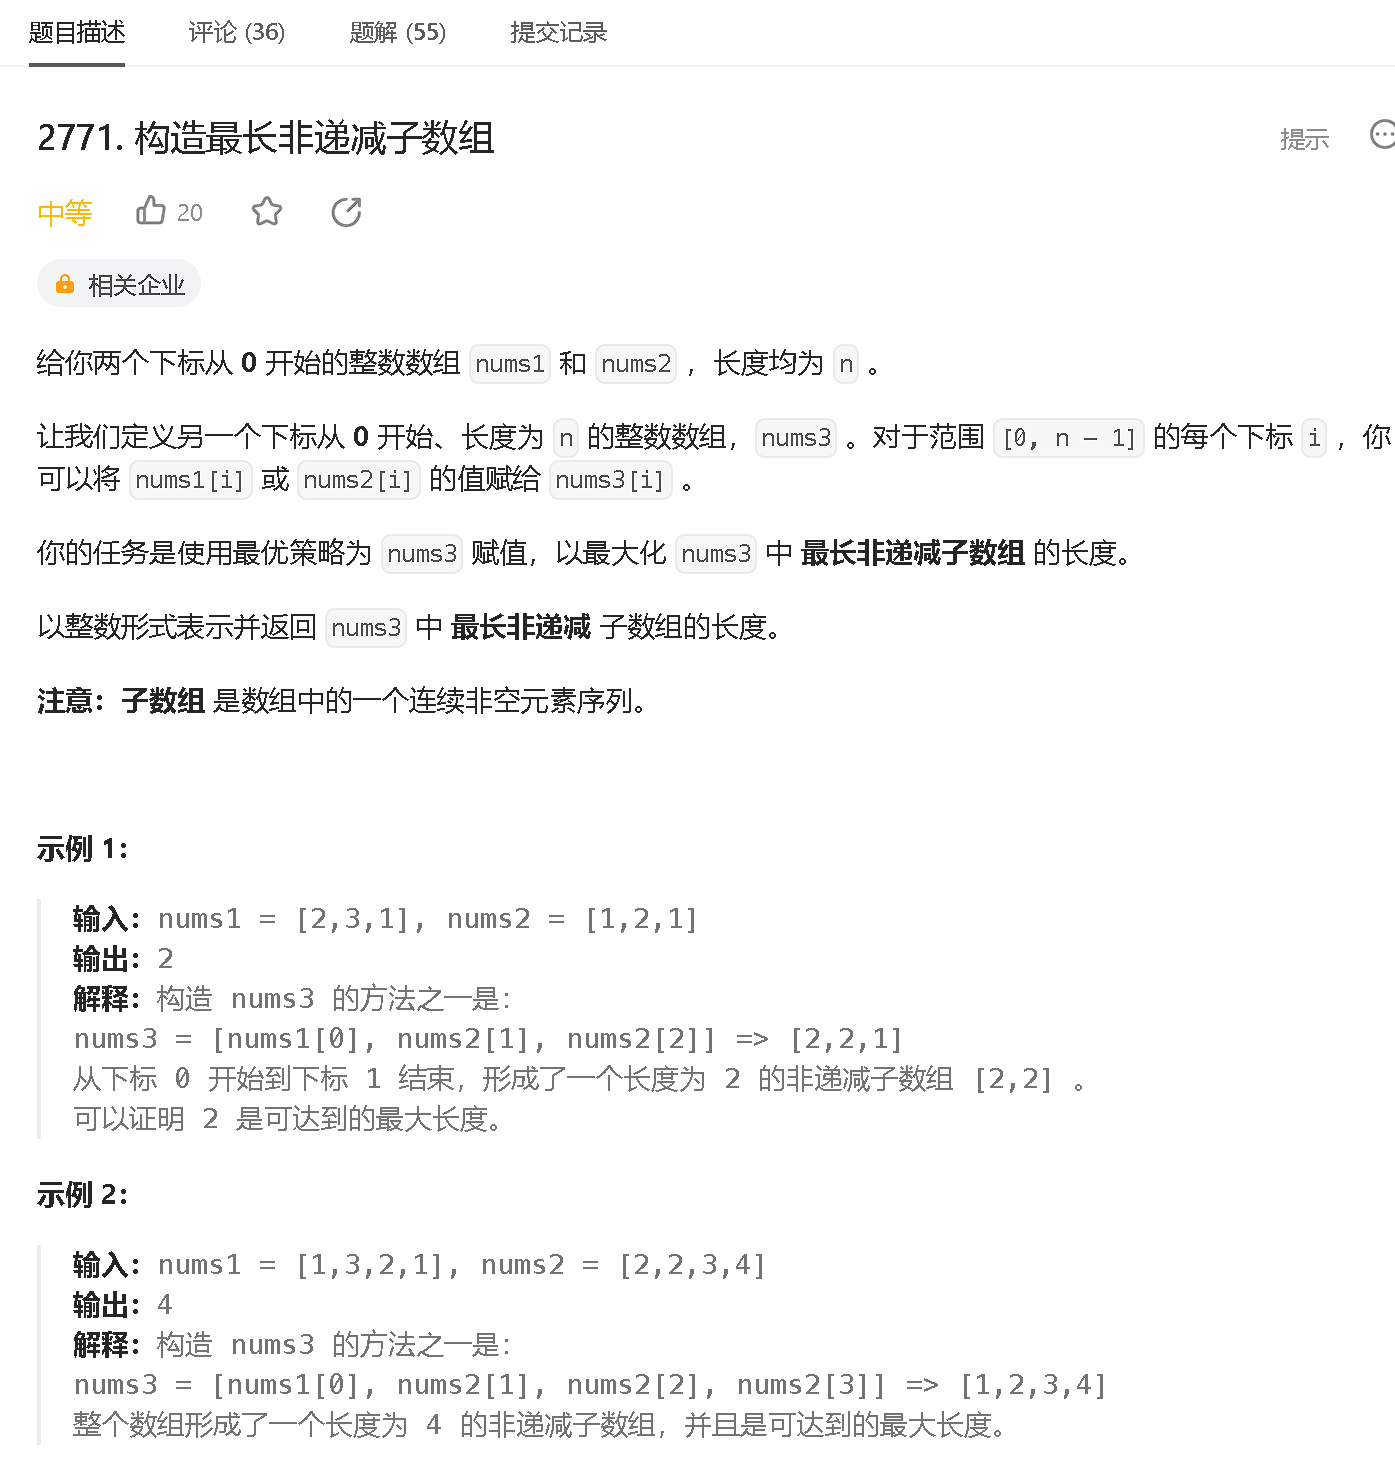 题目描述 评论 (36) 题解 (55) 提交记录
2771. 构造最长非递减子数组 提示
中等 20
相关企业
给你两个下标从 0 开始的整数数组 nums1 和 nums2 ，长度均为 n 。
让我们定义另一个下标从 0 开始、长度为 n 的整数数组，nums3 。对于范围 [0, n - 1] 的每个下标 i ，你
可以将 nums1[i] 或 nums2[i] 的值赋给 nums3[i] 。
你的任务是使用最优策略为 nums3 赋值，以最大化 nums3 中 最长非递减子数组 的长度。
以整数形式表示并返回 nums3 中 最长非递减 子数组的长度。
注意：子数组 是数组中的一个连续非空元素序列。
示例 1：
输入：nums1 = [2,3,1], nums2 = [1,2,1]
输出：2
解释：构造 nums3 的方法之一是：
nums3 = [nums1[0], nums2[1], nums2[2]] => [2,2,1]
从下标 0 开始到下标 1 结束，形成了一个长度为 2 的非递减子数组 [2,2] 。
可以证明 2 是可达到的最大长度。
示例 2：
输入：nums1 = [1,3,2,1], nums2 = [2,2,3,4]
输出：4
解释：构造 nums3 的方法之一是：
nums3 = [nums1[0], nums2[1], nums2[2], nums2[3]] => [1,2,3,4]
整个数组形成了一个长度为 4 的非递减子数组，并且是可达到的最大长度。